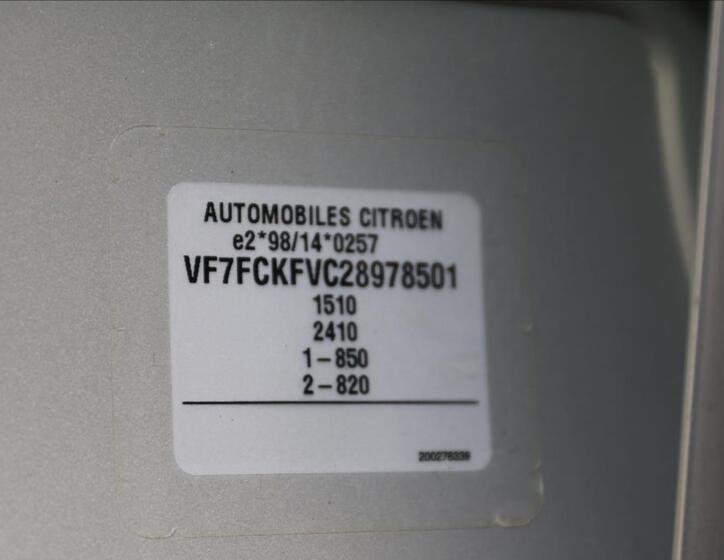 AUTOMOBILES CITROEN
e2*98/14*0257
VF7FCKFVC28978501
1510
2410
1-850
2-820
200276339